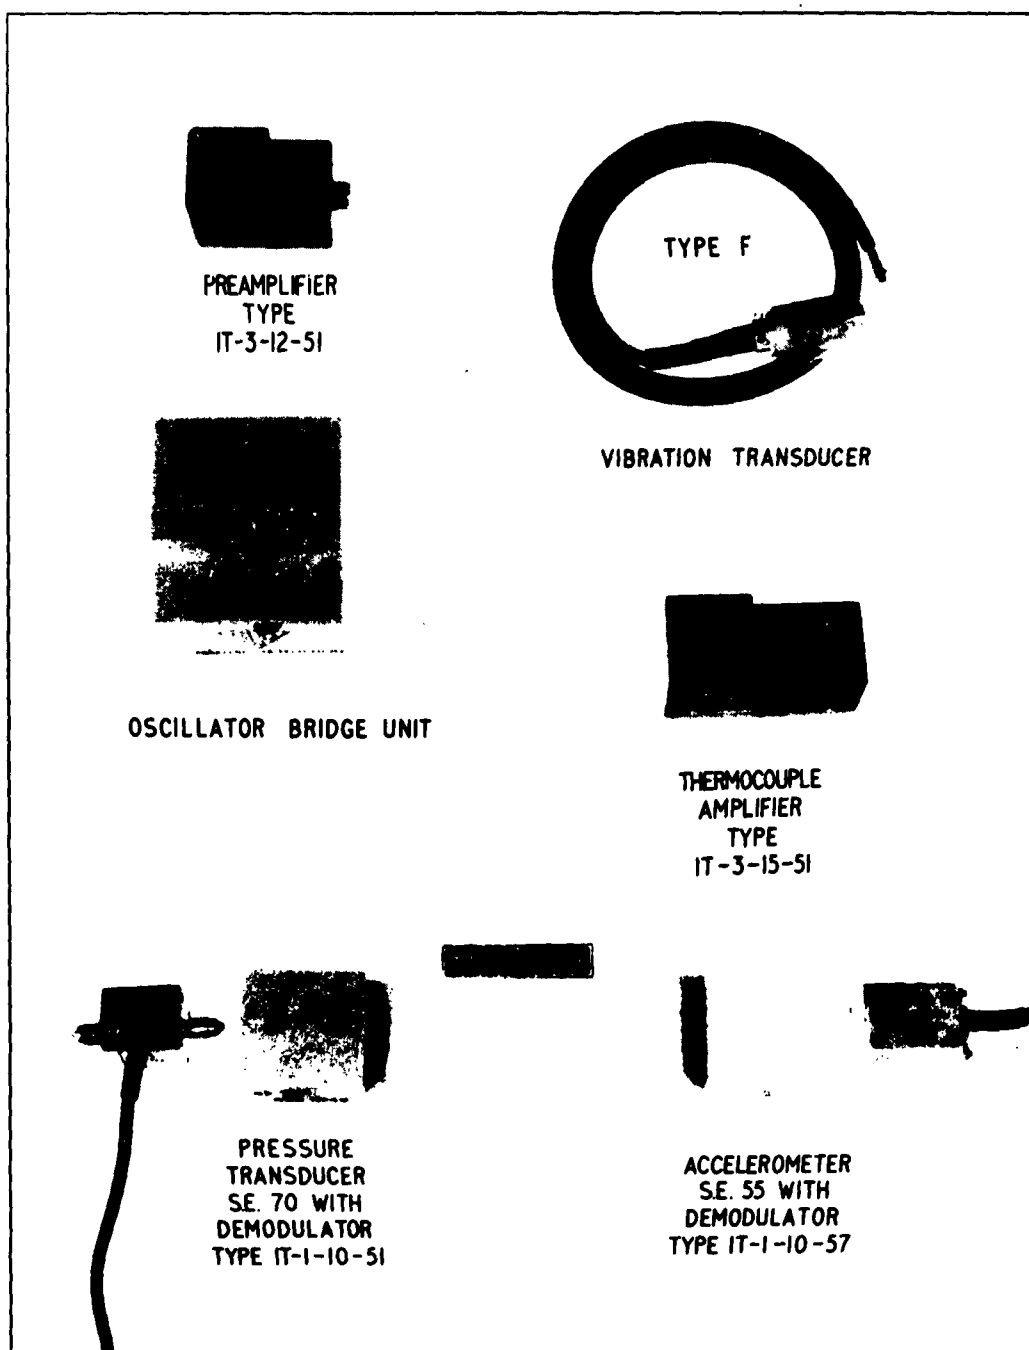 PREAMPLIFIER
TYPE
IT-3-12-51
TYPE F
VIBRATION TRANSDUCER
OSCILLATOR BRIDGE UNIT
THERMOCOUPLE
AMPLIFIER
TYPE
IT-3-15-51
PRESSURE
TRANSDUCER
S.E. 70 WITH
DEMODULATOR
TYPE IT-1-10-51
ACCELEROMETER
S.E. 55 WITH
DEMODULATOR
TYPE IT-1-10-57